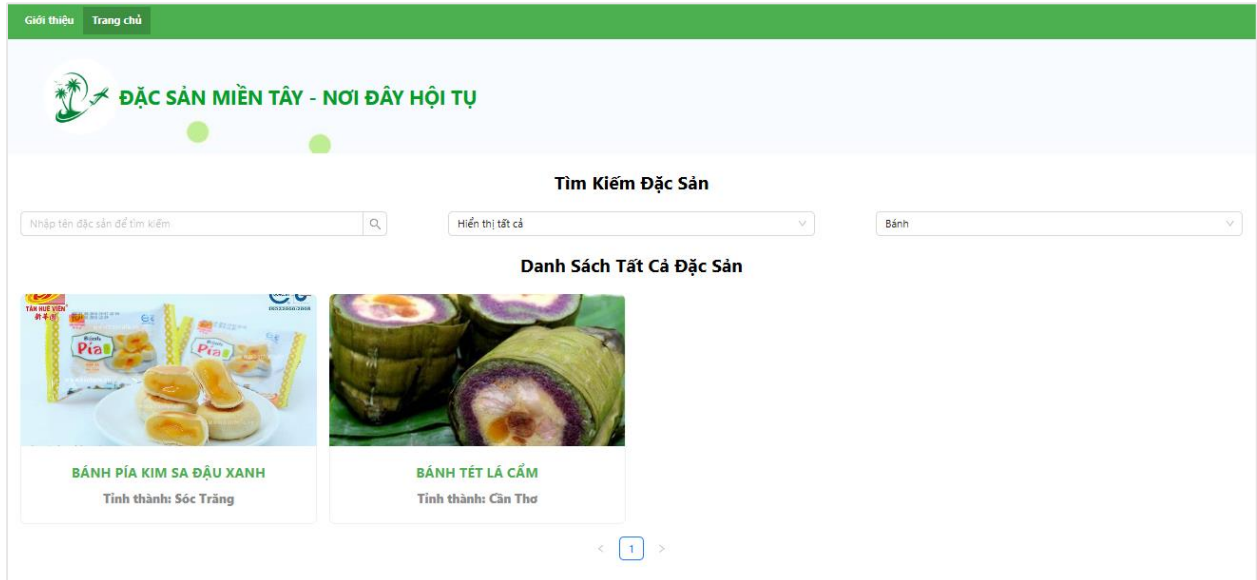 Giới thiệu Trang chủ
ĐẶC SẢN MIỀN TÂY - NƠI ĐÂY HỘI TỤ
Tìm Kiếm Đặc Sản
Nhập tên đặc sản để tìm kiếm
Hiển thị tất cả
Bánh
Danh Sách Tất Cả Đặc Sản
TÂN HUÊ VIÊN
Pía
Pía
BÁNH PÍA KIM SA ĐẬU XANH
Tỉnh thành: Sóc Trăng
BÁNH TÉT LÁ CẨM
Tỉnh thành: Cần Thơ
< 1 >